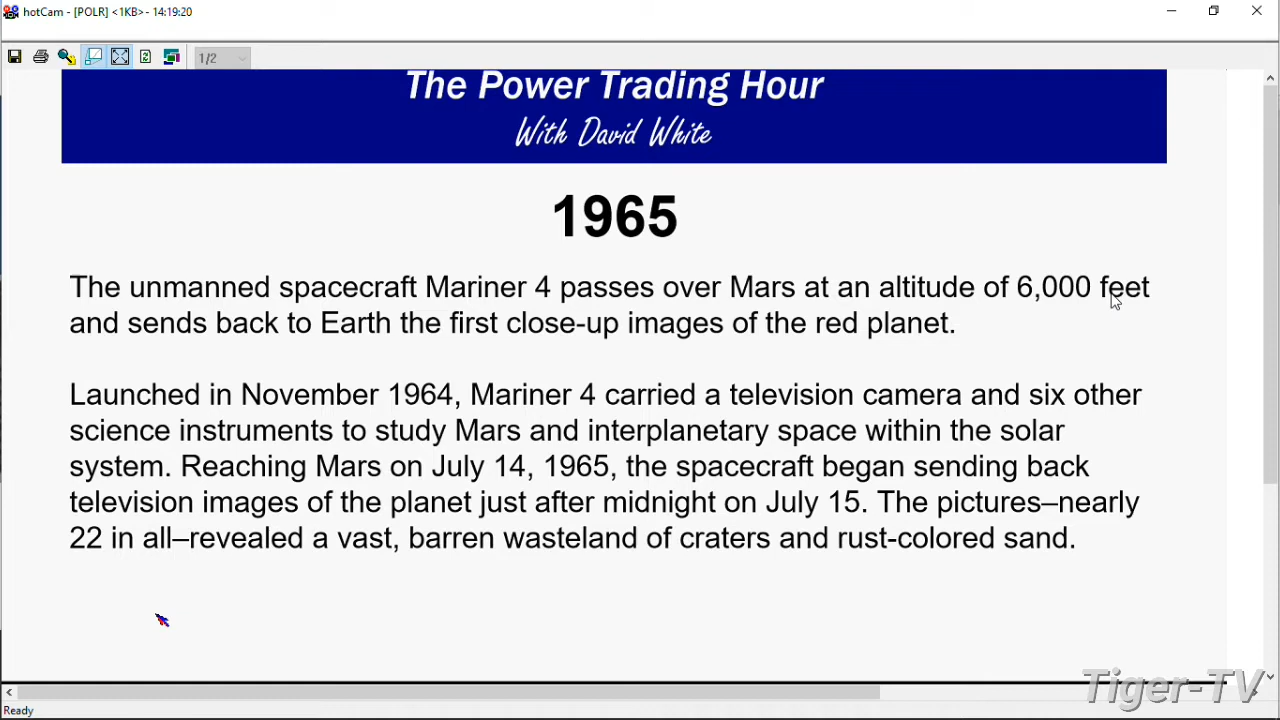 hotCam - [POLR] <1KB> - 14:19:20
1/2
The Power Trading Hour
With David White
1965
The unmanned spacecraft Mariner 4 passes over Mars at an altitude of 6,000 feet
and sends back to Earth the first close-up images of the red planet.
Launched in November 1964, Mariner 4 carried a television camera and six other
science instruments to study Mars and interplanetary space within the solar
system. Reaching Mars on July 14, 1965, the spacecraft began sending back
television images of the planet just after midnight on July 15. The pictures–nearly
22 in all–revealed a vast, barren wasteland of craters and rust-colored sand.
Tiger-TV
Ready